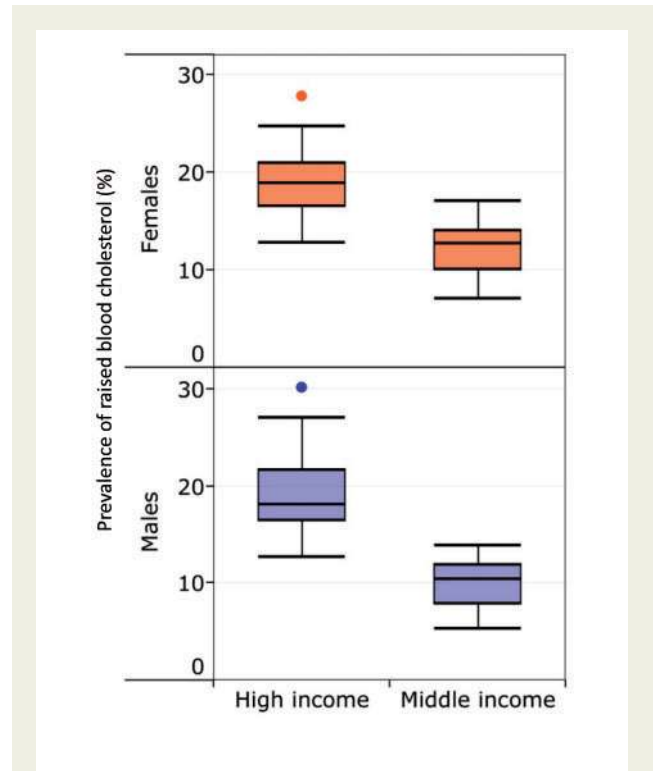 Prevalence of raised blood cholesterol (%)
Females
30
20
10
0
Males
30
20
10
0
High income
Middle income